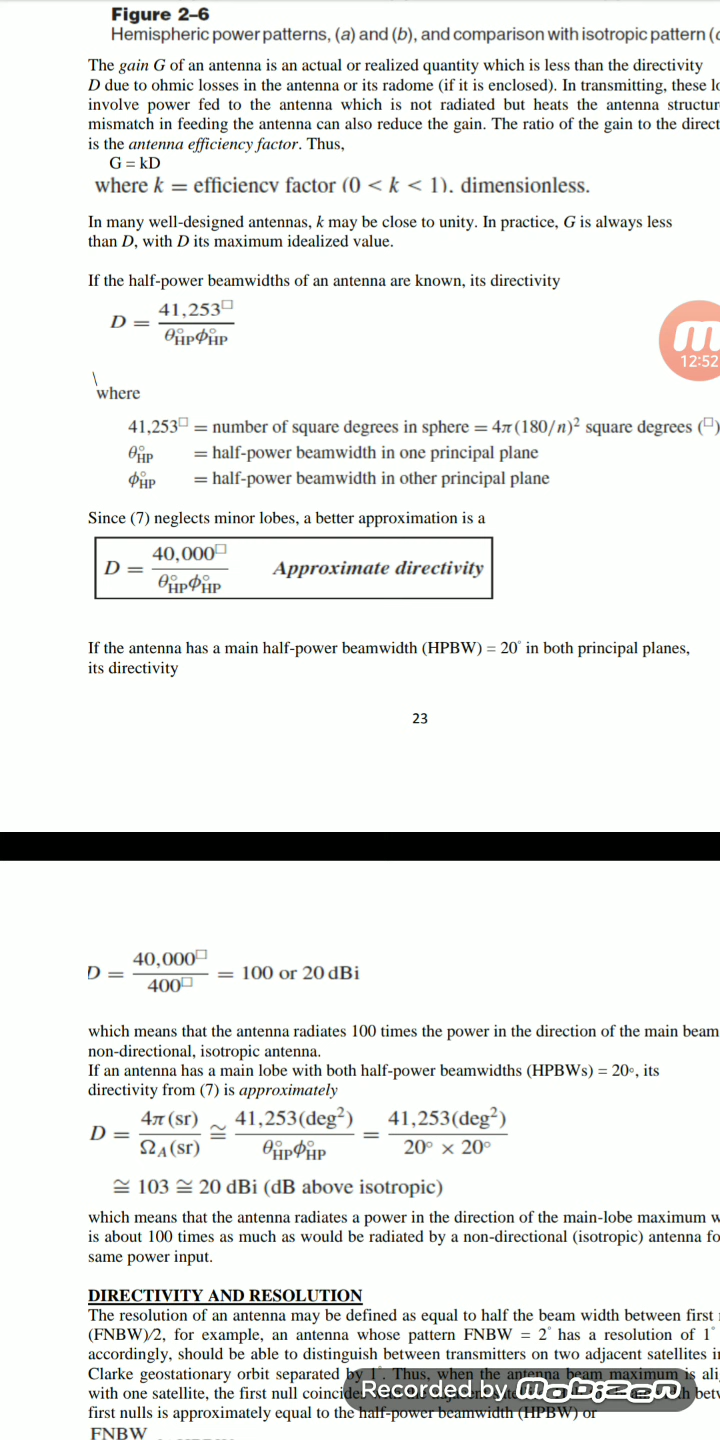 Figure 2–6
Hemispheric power patterns, (a) and (b), and comparison with isotropic pattern (c
The gain G of an antenna is an actual or realized quantity which is less than the directivity
D due to ohmic losses in the antenna or its radome (if it is enclosed). In transmitting, these lo
involve power fed to the antenna which is not radiated but heats the antenna structur
mismatch in feeding the antenna can also reduce the gain. The ratio of the gain to the direct
is the antenna efficiency factor. Thus,
G = kD
where k = efficiency factor (0 < k < 1). dimensionless.
In many well-designed antennas, k may be close to unity. In practice, G is always less
than D, with D its maximum idealized value.
If the half-power beamwidths of an antenna are known, its directivity
D = 41,253□ / θ°HP φ°HP
\
where
12:52
41,253□ = number of square degrees in sphere = 4π(180/n)² square degrees (□)
θ°HP = half-power beamwidth in one principal plane
φ°HP = half-power beamwidth in other principal plane
Since (7) neglects minor lobes, a better approximation is a
D = 40,000□ / θ°HP φ°HP Approximate directivity
If the antenna has a main half-power beamwidth (HPBW) = 20° in both principal planes,
its directivity
23
D = 40,000□ / 400□ = 100 or 20 dBi
which means that the antenna radiates 100 times the power in the direction of the main beam
non-directional, isotropic antenna.
If an antenna has a main lobe with both half-power beamwidths (HPBWs) = 20°, its
directivity from (7) is approximately
D = 4π(sr) / ΩA(sr) ≅ 41,253(deg²) / θ°HP φ°HP = 41,253(deg²) / 20° × 20°
≅ 103 ≅ 20 dBi (dB above isotropic)
which means that the antenna radiates a power in the direction of the main-lobe maximum w
is about 100 times as much as would be radiated by a non-directional (isotropic) antenna fo
same power input.
DIRECTIVITY AND RESOLUTION
The resolution of an antenna may be defined as equal to half the beam width between first
(FNBW)/2, for example, an antenna whose pattern FNBW = 2° has a resolution of 1°
accordingly, should be able to distinguish between transmitters on two adjacent satellites i
Clarke geostationary orbit separated by 1°. Thus, when the antenna beam maximum is ali
with one satellite, the first null coincide
h betw
Recorded by MOBIZEN
first nulls is approximately equal to the half-power beamwidth (HPBW) or
FNBW